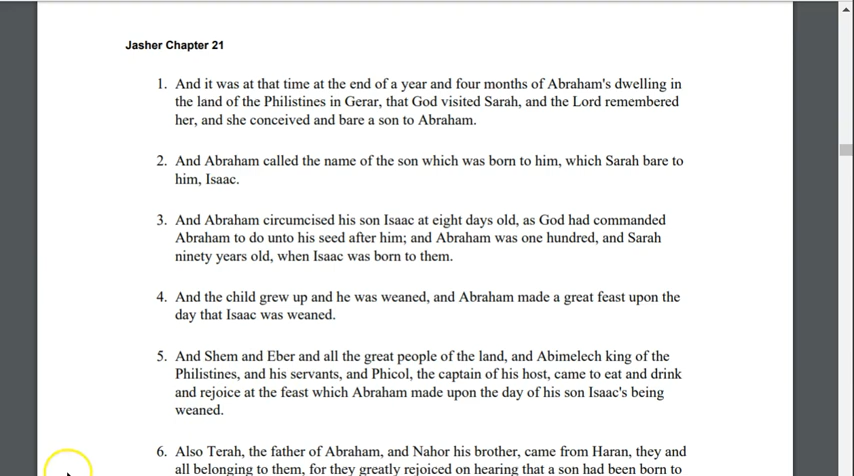 Jasher Chapter 21
1. And it was at that time at the end of a year and four months of Abraham's dwelling in
the land of the Philistines in Gerar, that God visited Sarah, and the Lord remembered
her, and she conceived and bare a son to Abraham.
2. And Abraham called the name of the son which was born to him, which Sarah bare to
him, Isaac.
3. And Abraham circumcised his son Isaac at eight days old, as God had commanded
Abraham to do unto his seed after him; and Abraham was one hundred, and Sarah
ninety years old, when Isaac was born to them.
4. And the child grew up and he was weaned, and Abraham made a great feast upon the
day that Isaac was weaned.
5. And Shem and Eber and all the great people of the land, and Abimelech king of the
Philistines, and his servants, and Phicol, the captain of his host, came to eat and drink
and rejoice at the feast which Abraham made upon the day of his son Isaac's being
weaned.
6. Also Terah, the father of Abraham, and Nahor his brother, came from Haran, they and
all belonging to them, for they greatly rejoiced on hearing that a son had been born to